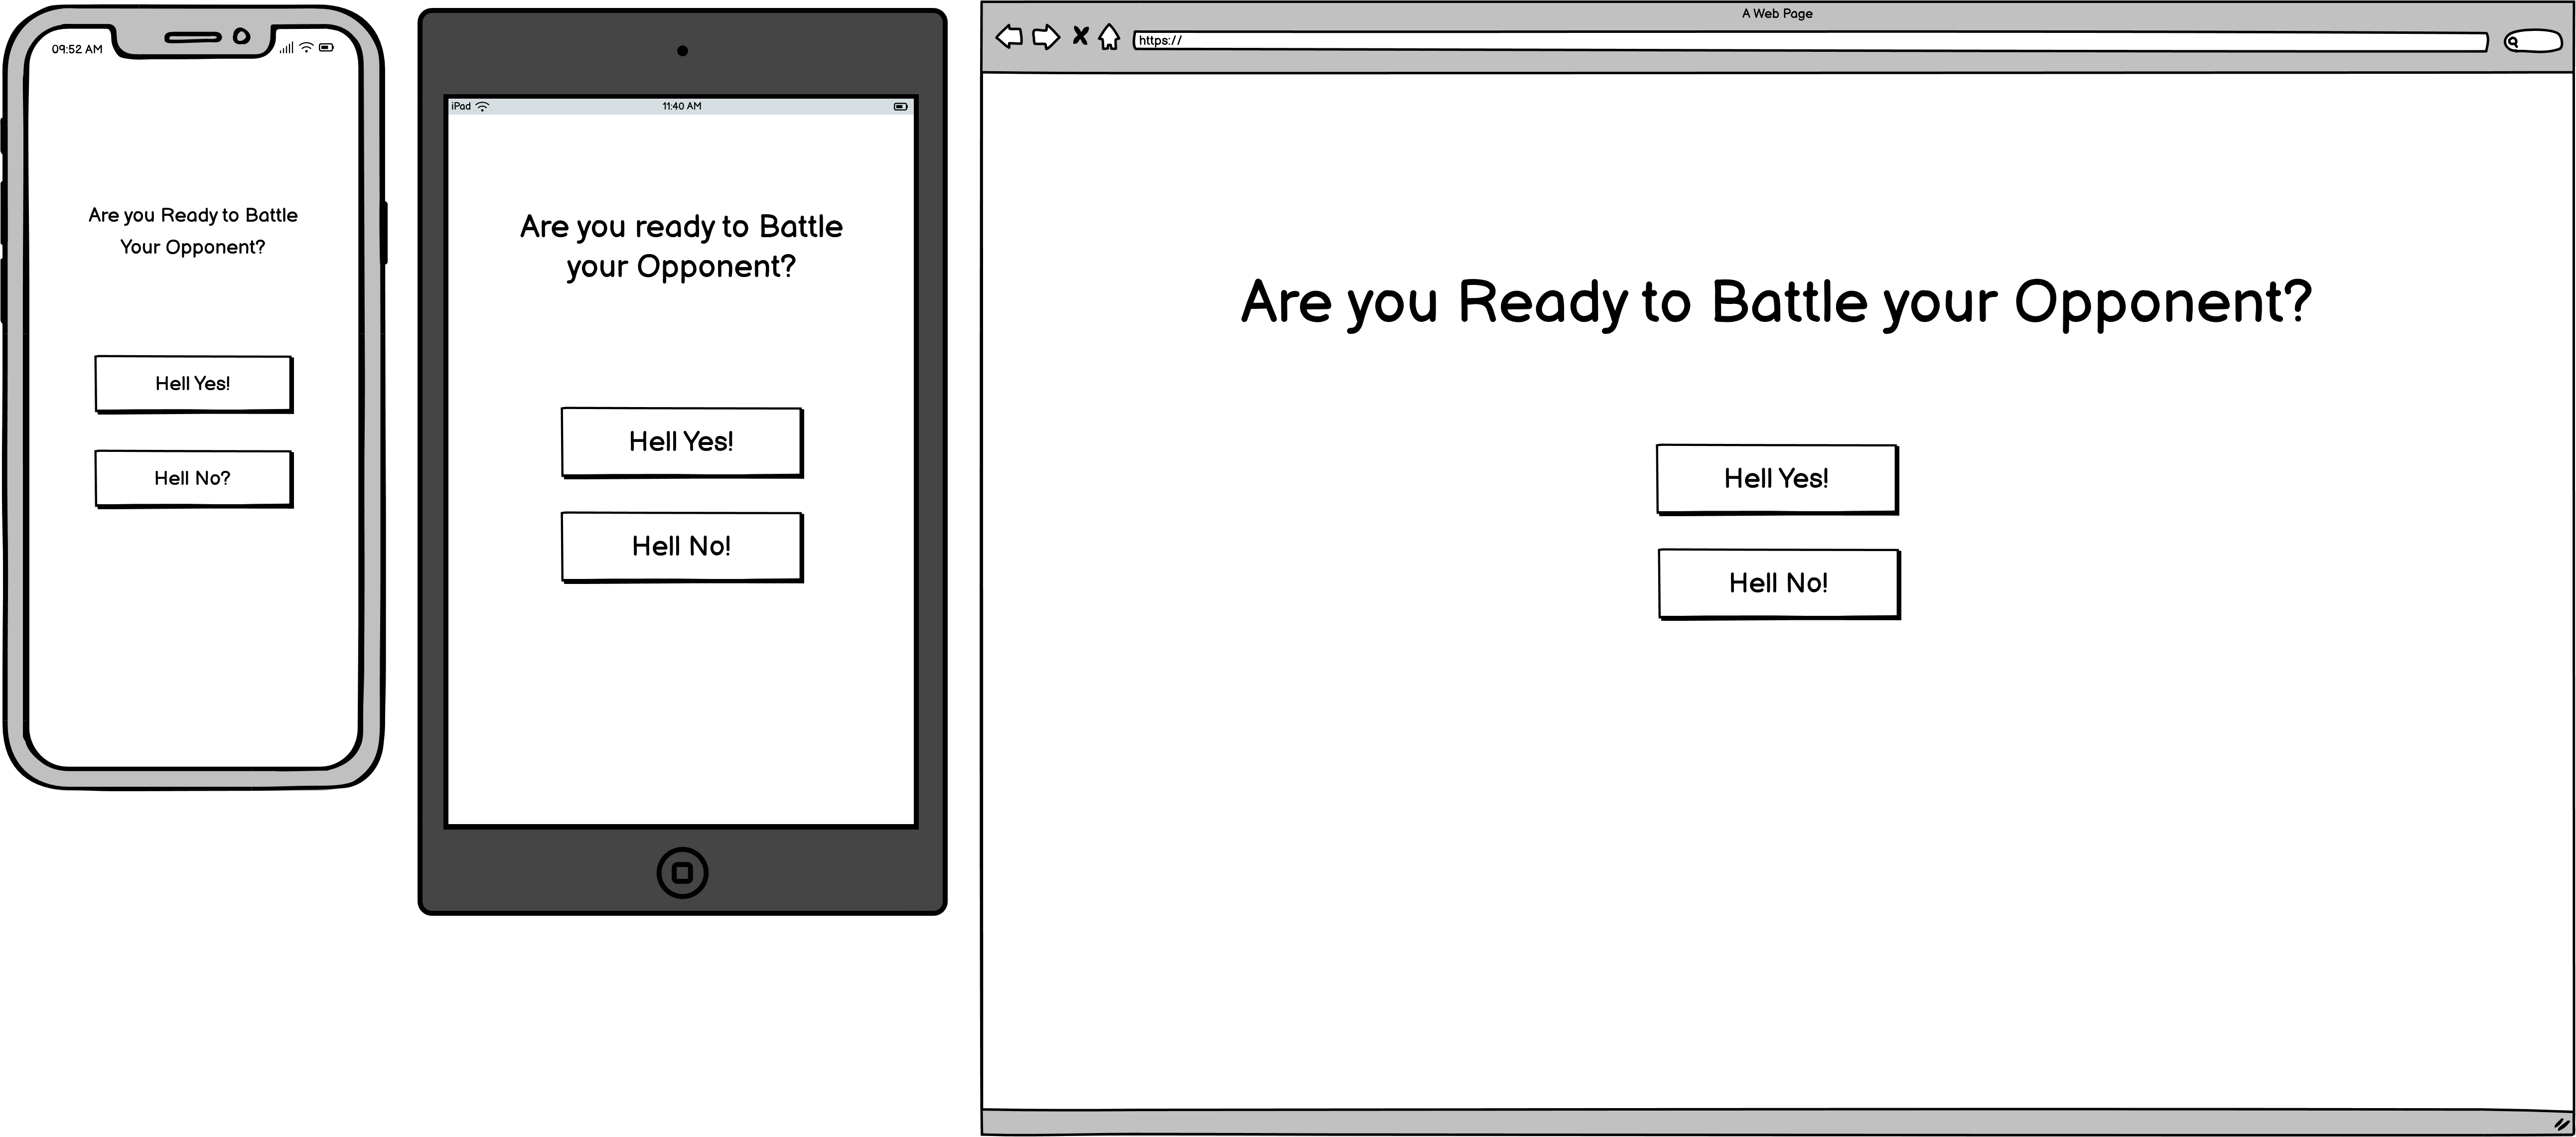 09:52 AM
Are you Ready to Battle
Your Opponent?
Hell Yes!
Hell No?
iPad
11:40 AM
Are you ready to Battle
your Opponent?
Hell Yes!
Hell No!
A Web Page
https://
Are you Ready to Battle your Opponent?
Hell Yes!
Hell No!